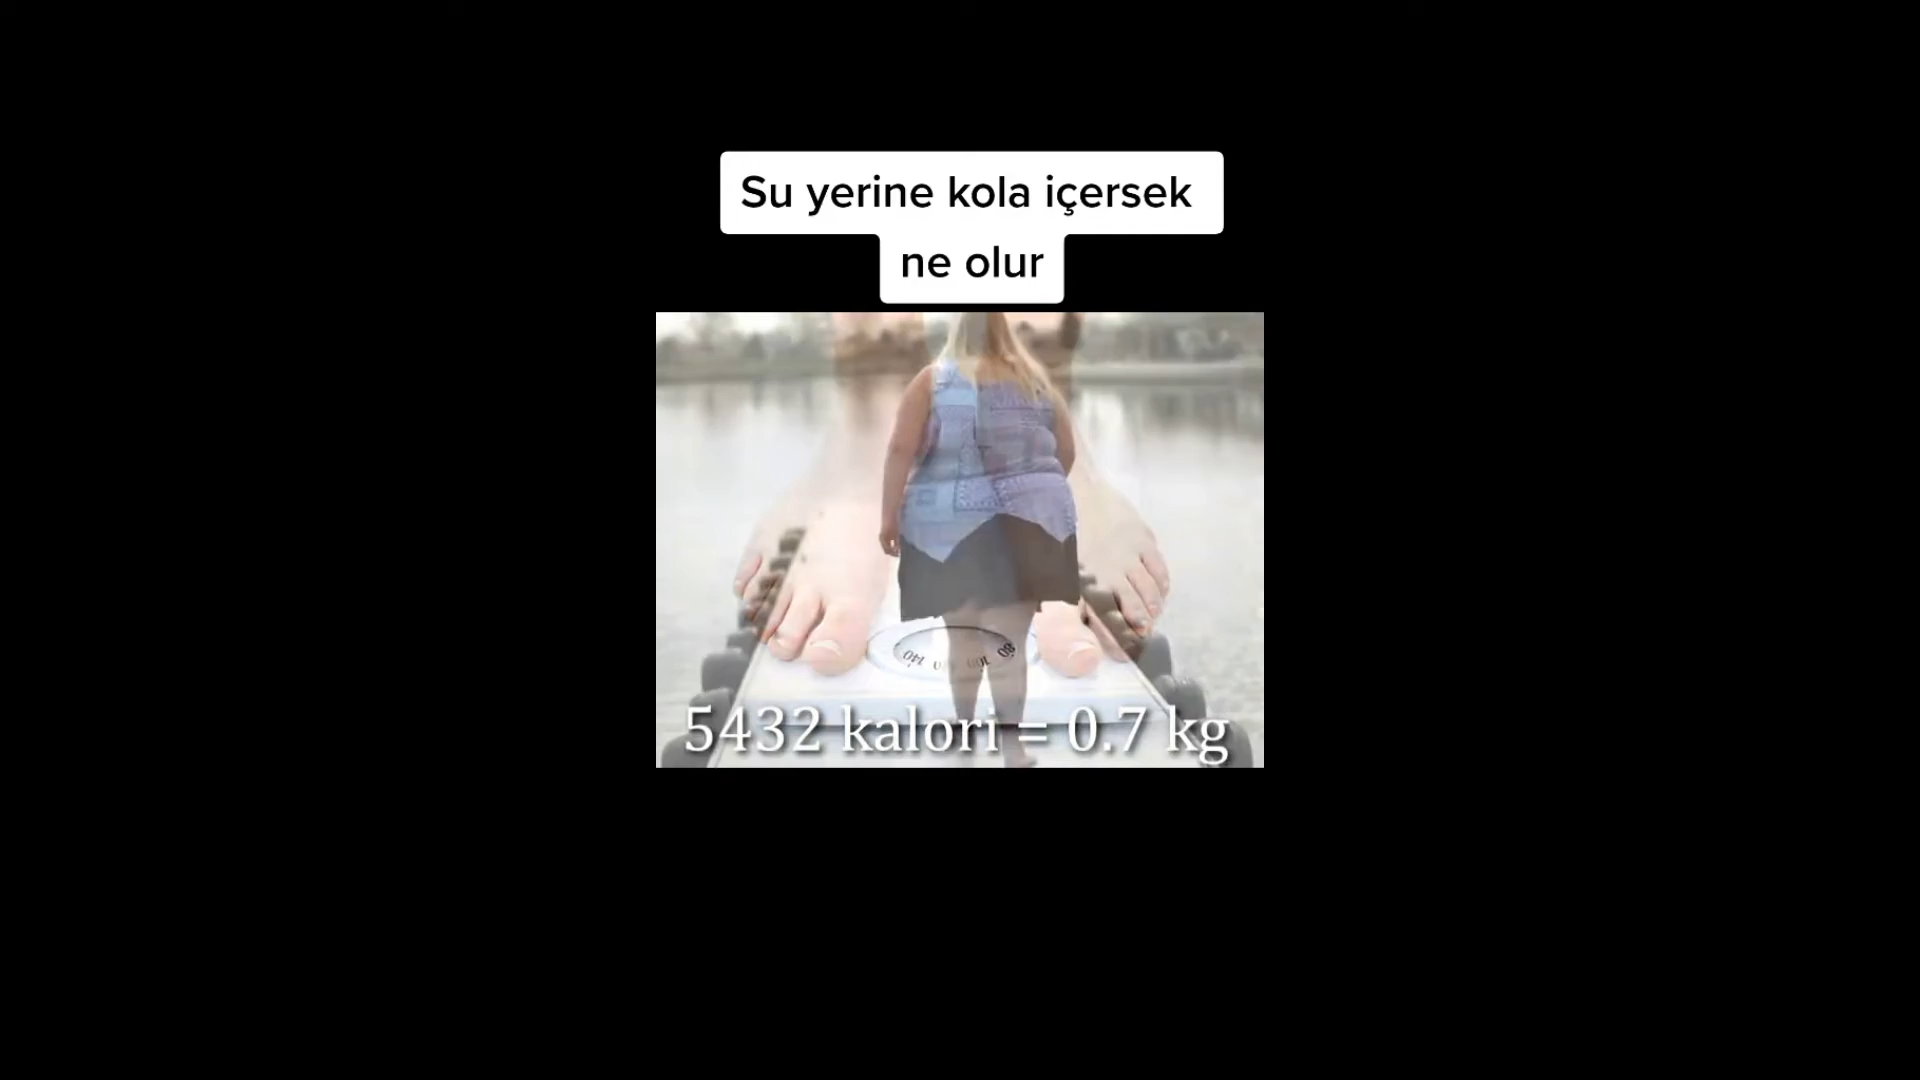 Su yerine kola içersek
ne olur
5432 kalori = 0.7 kg